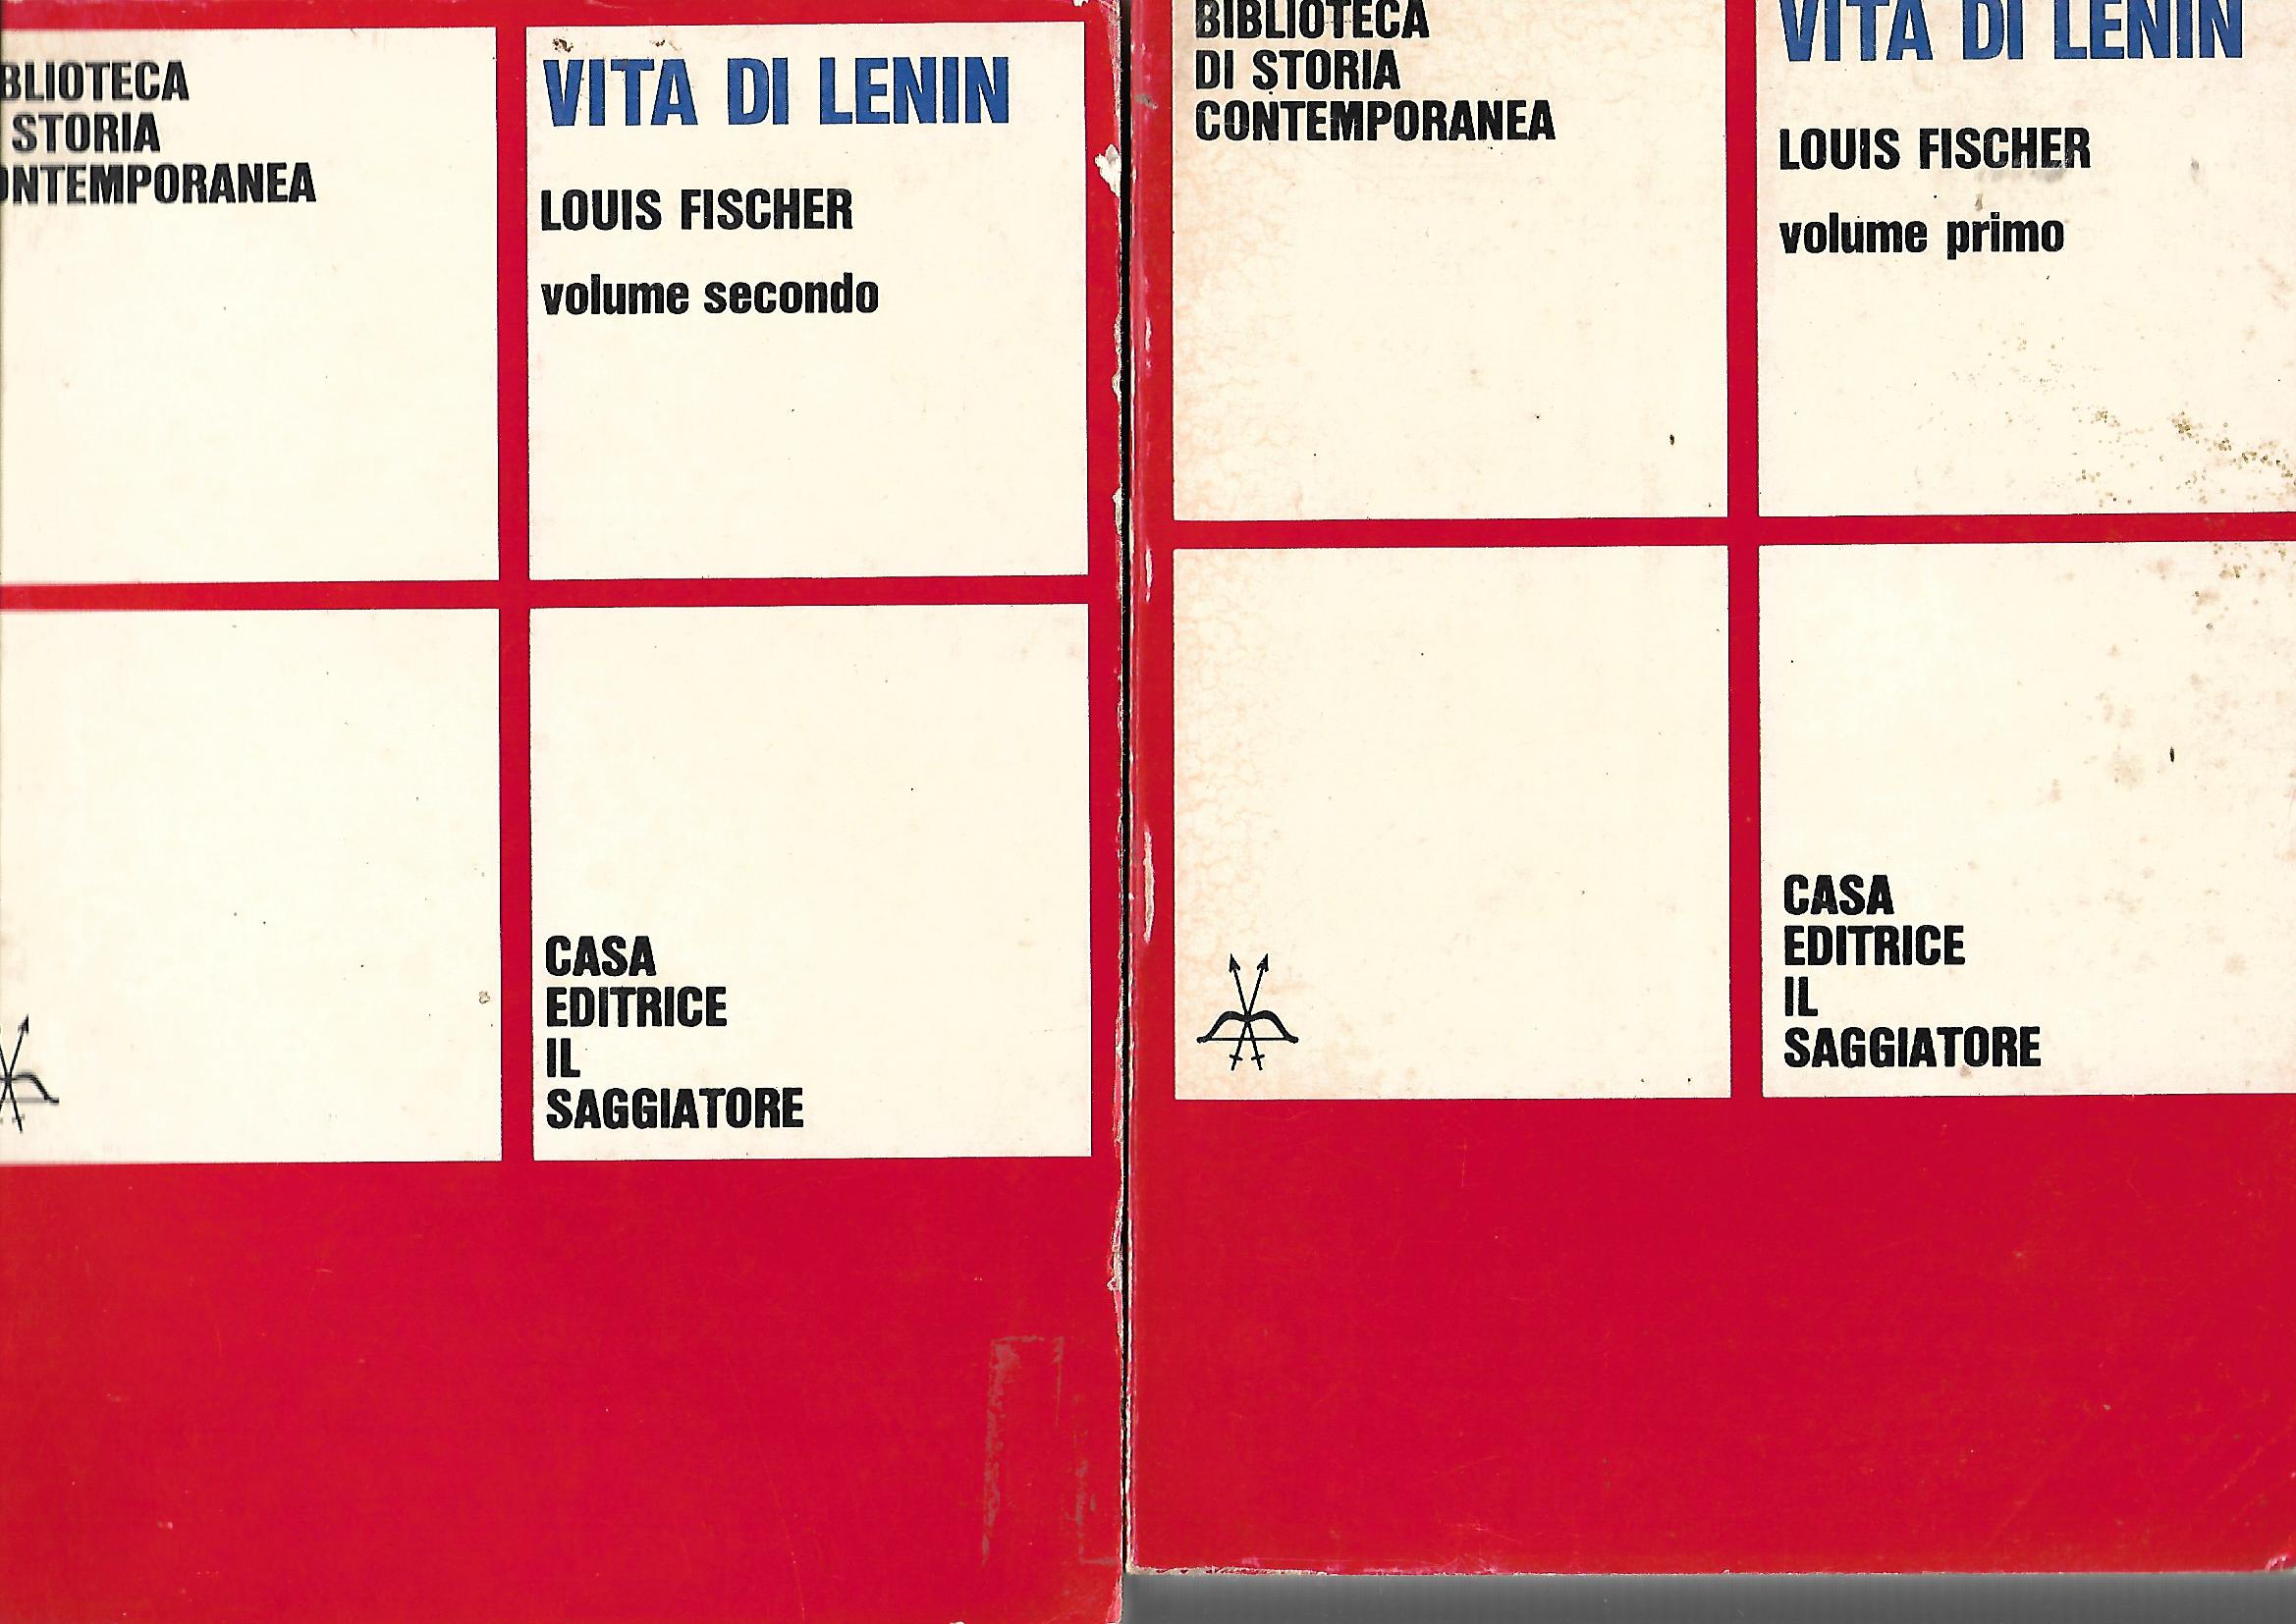 BLIOTECA
STORIA
ONTEMPORANEA
VITA DI LENIN
LOUIS FISCHER
volume secondo
CASA
EDITRICE
IL
SAGGIATORE
BIBLIOTECA
DI STORIA
CONTEMPORANEA
VITA DI LENIN
LOUIS FISCHER
volume primo
CASA
EDITRICE
IL
SAGGIATORE